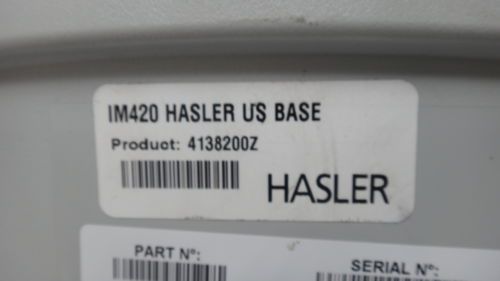 IM420 HASLER US BASE
Product: 4138200Z
HASLER
PART Nº:
SERIAL Nº: